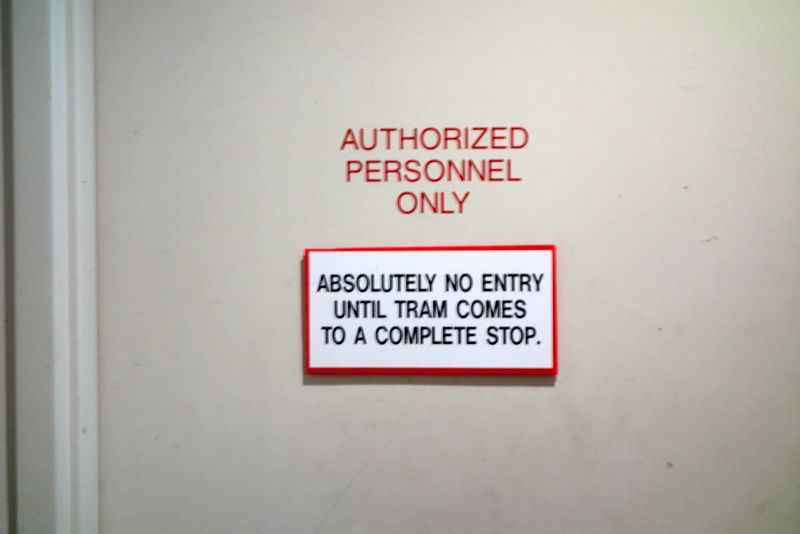 AUTHORIZED
PERSONNEL
ONLY
ABSOLUTELY NO ENTRY
UNTIL TRAM COMES
TO A COMPLETE STOP.